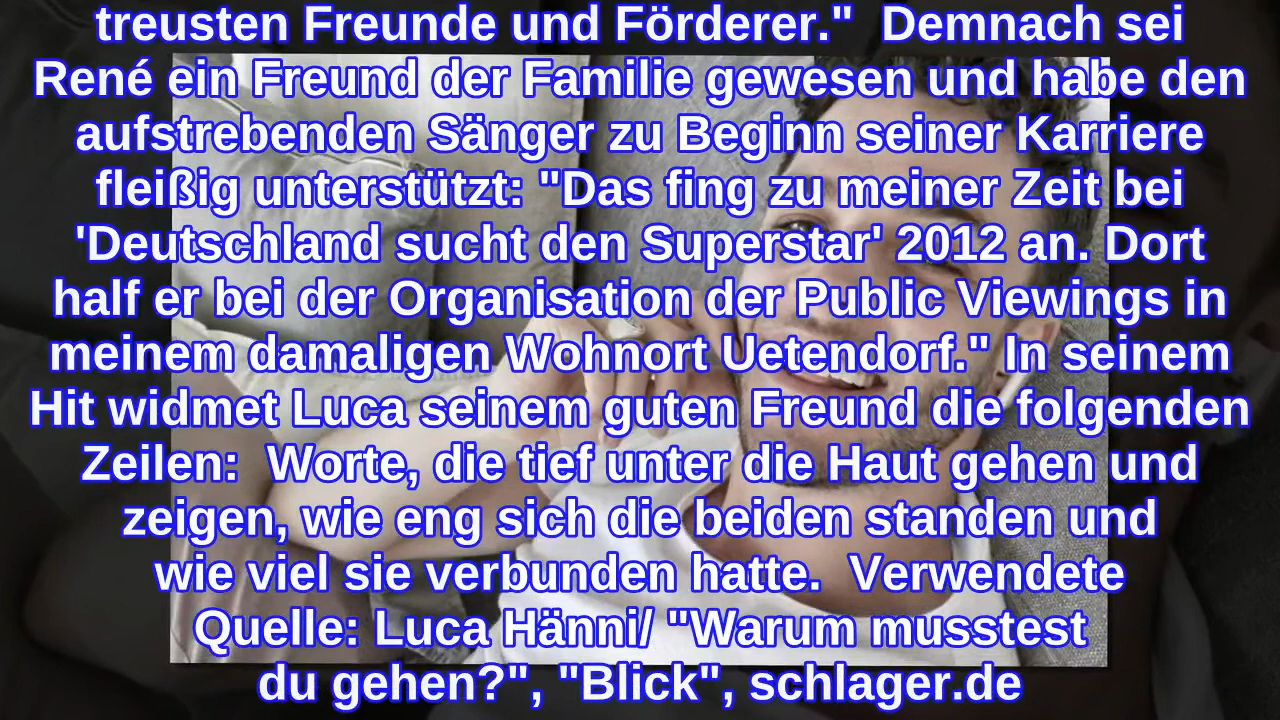 treusten Freunde und Förderer."  Demnach sei
René ein Freund der Familie gewesen und habe den
aufstrebenden Sänger zu Beginn seiner Karriere
fleißig unterstützt: "Das fing zu meiner Zeit bei
'Deutschland sucht den Superstar' 2012 an. Dort
half er bei der Organisation der Public Viewings in
meinem damaligen Wohnort Uetendorf." In seinem
Hit widmet Luca seinem guten Freund die folgenden
Zeilen:  Worte, die tief unter die Haut gehen und
zeigen, wie eng sich die beiden standen und
wie viel sie verbunden hatte.  Verwendete
Quelle: Luca Hänni/ "Warum musstest
du gehen?", "Blick", schlager.de